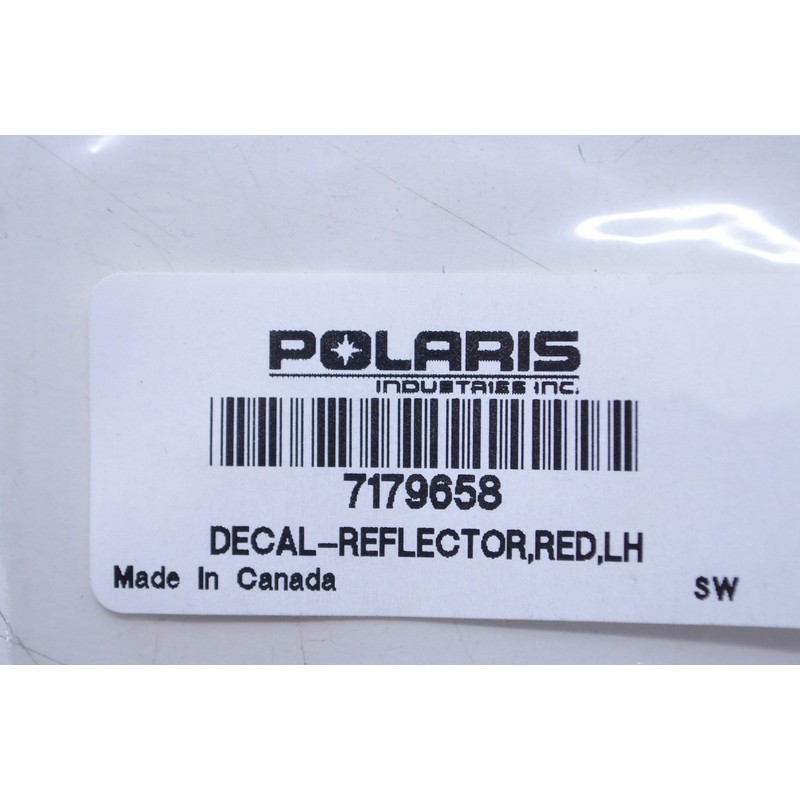 POLARIS
INDUSTRIES INC.
7179658
DECAL-REFLECTOR,RED,LH
Made In Canada
SW